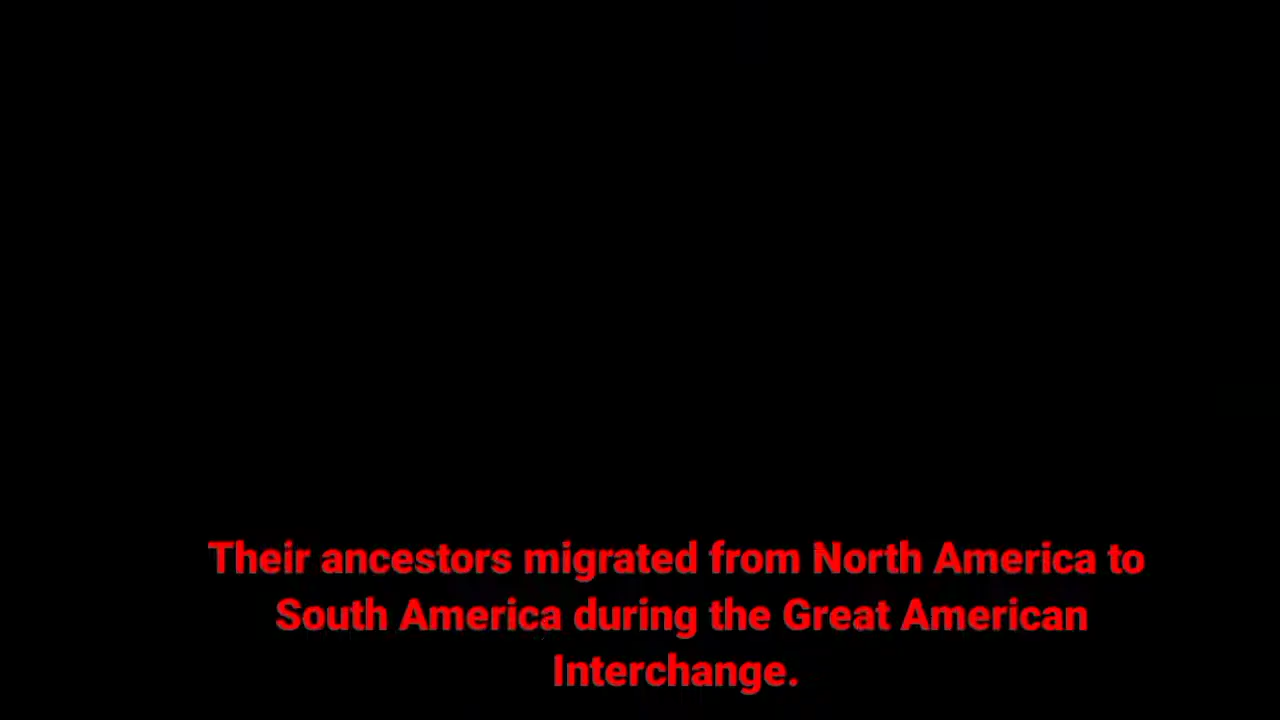 Their ancestors migrated from North America to
South America during the Great American
Interchange.